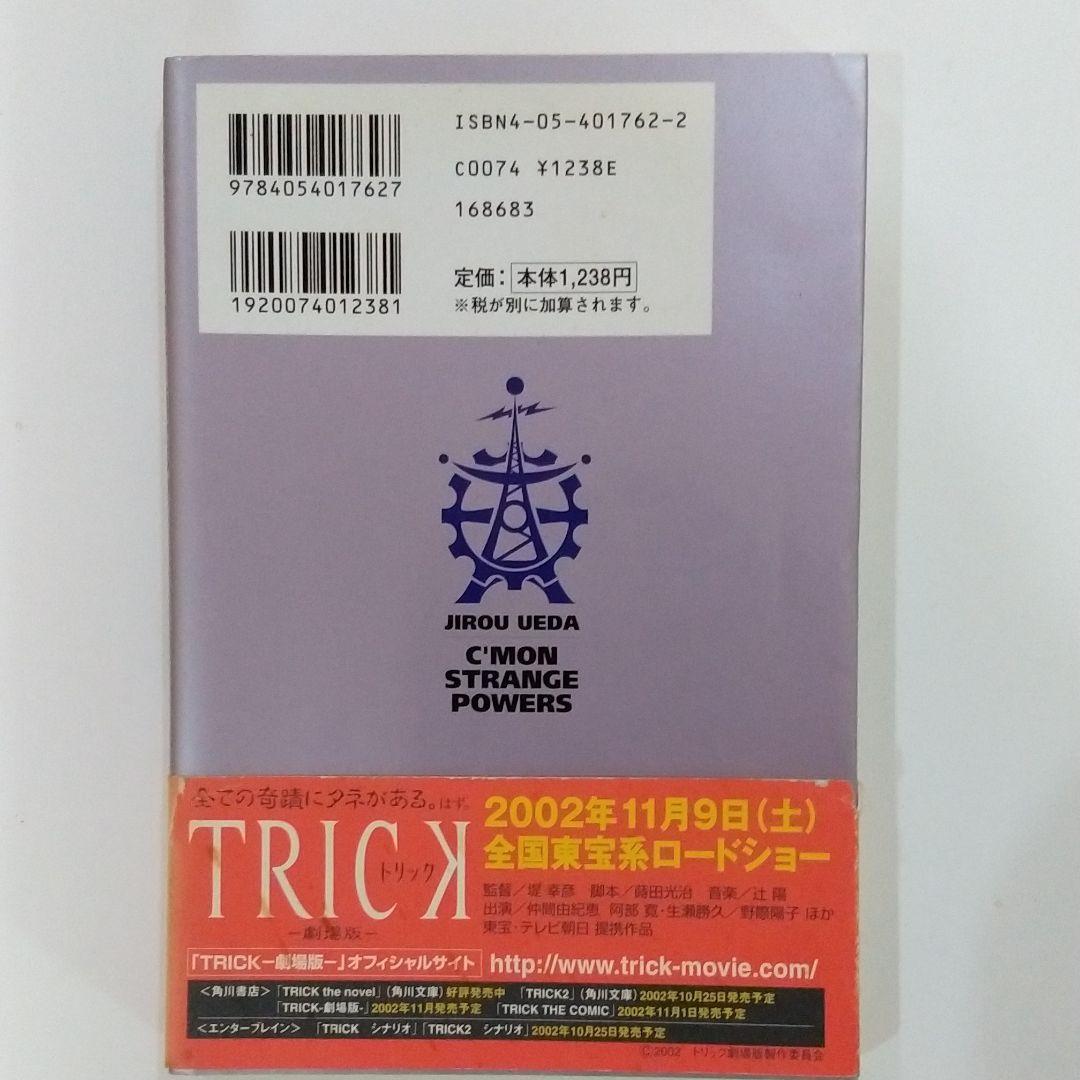 9784054017627
ISBN4-05-401762-2
C0074 ¥1238E
168683
1920074012381
定価：本体1,238円
※税が別に加算されます。
JIROU UEDA
C'MON
STRANGE
POWERS
全ての奇蹟にタネがある。はず。
TRICK
トリック
－劇場版－
2002年11月9日（土）
全国東宝系ロードショー
監督／堤 幸彦　脚本／蒔田光治　音楽／辻 陽
出演／仲間由紀恵　阿部 寛・生瀬勝久／野際陽子 ほか
東宝・テレビ朝日 提携作品
「TRICK－劇場版－」オフィシャルサイト http://www.trick-movie.com/
＜角川書店＞「TRICK the novel」（角川文庫）好評発売中　「TRICK2」（角川文庫）2002年10月25日発売予定
「TRICK-劇場版-」2002年11月発売予定　「TRICK THE COMIC」2002年11月1日発売予定
＜エンターブレイン＞　「TRICK　シナリオ」「TRICK2　シナリオ」2002年10月25日発売予定
©2002　トリック劇場版製作委員会